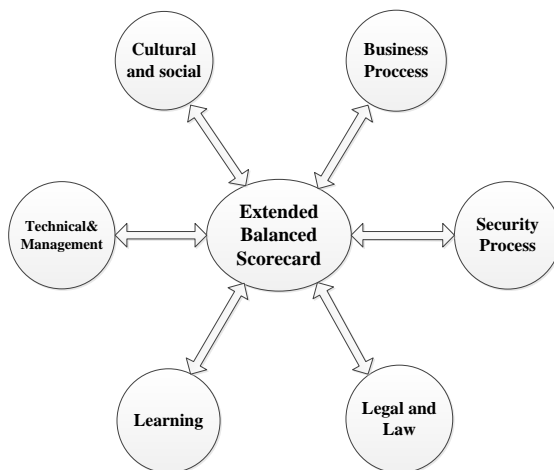 Cultural
and social
Business
Proccess
Technical&
Management
Extended
Balanced
Scorecard
Security
Process
Learning
Legal and
Law